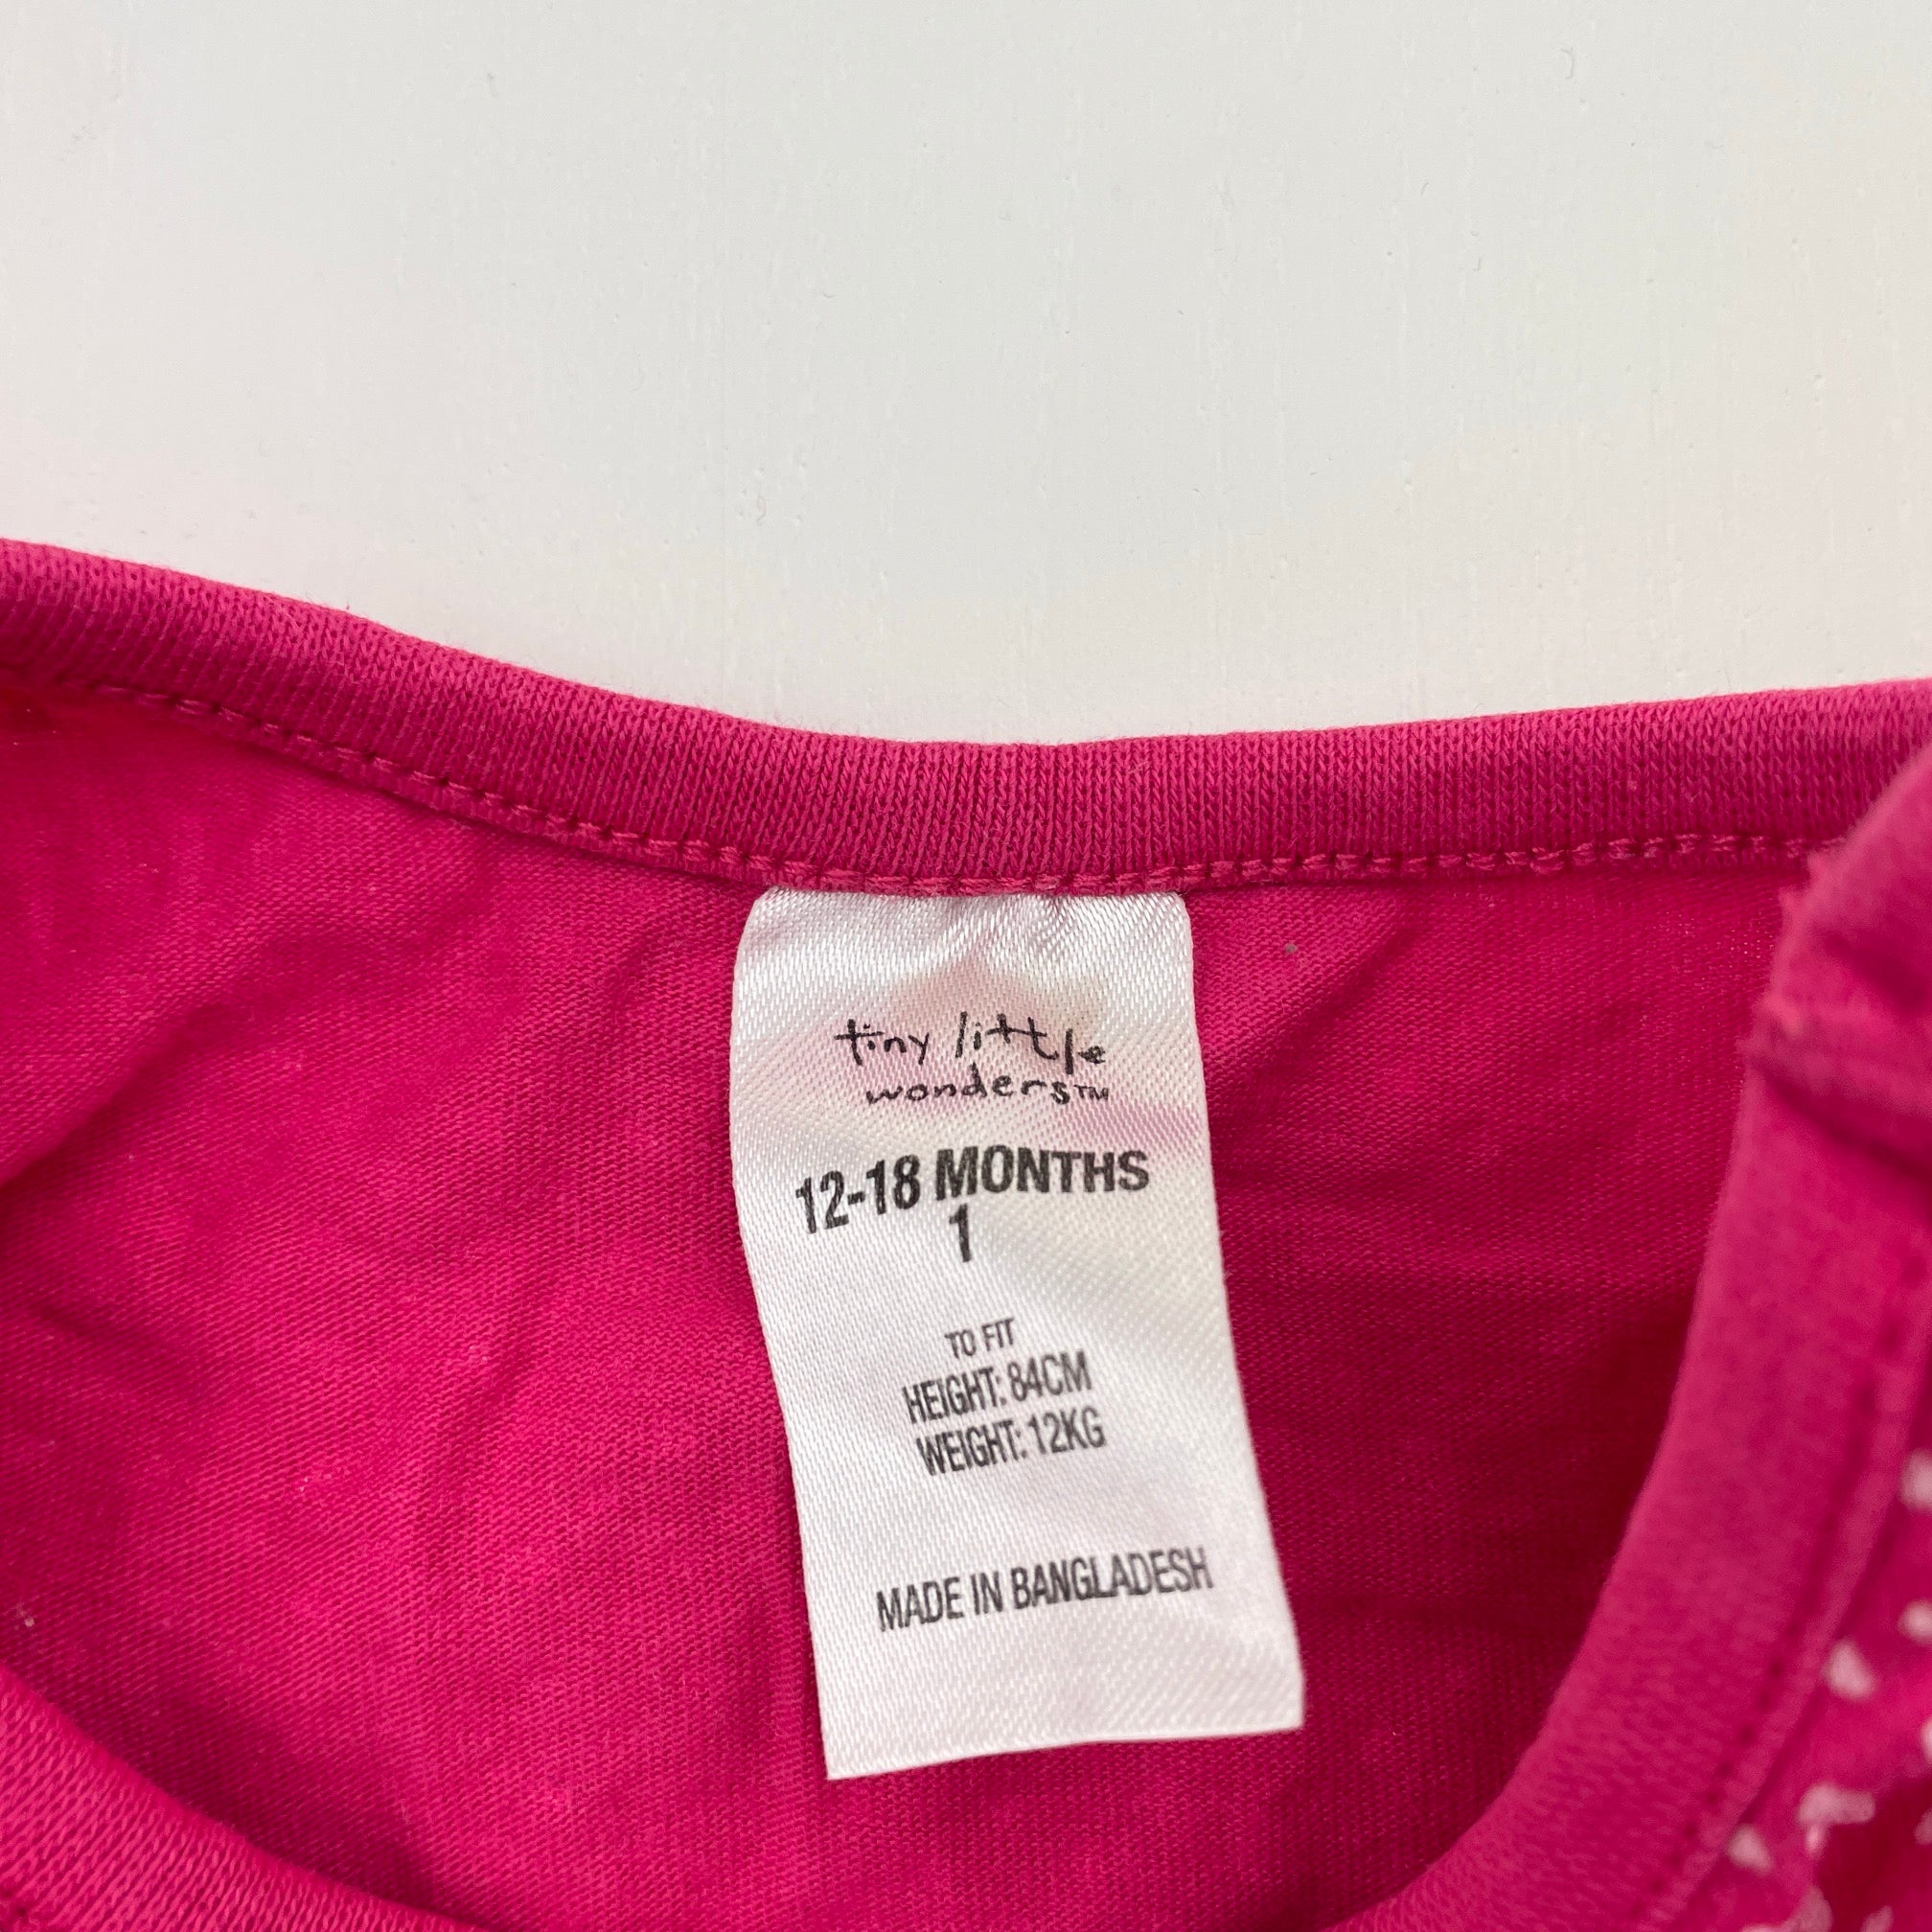 tiny little
wonders™
12-18 MONTHS
1
TO FIT
HEIGHT: 84CM
WEIGHT: 12KG
MADE IN BANGLADESH